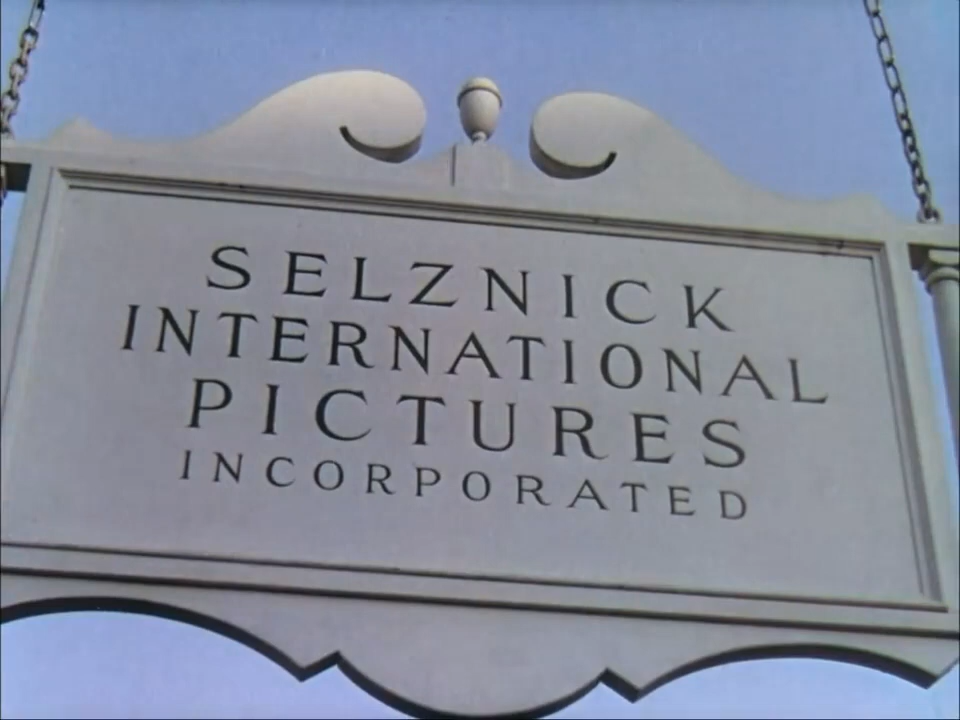 SELZNICK
INTERNATIONAL
PICTURES
INCORPORATED